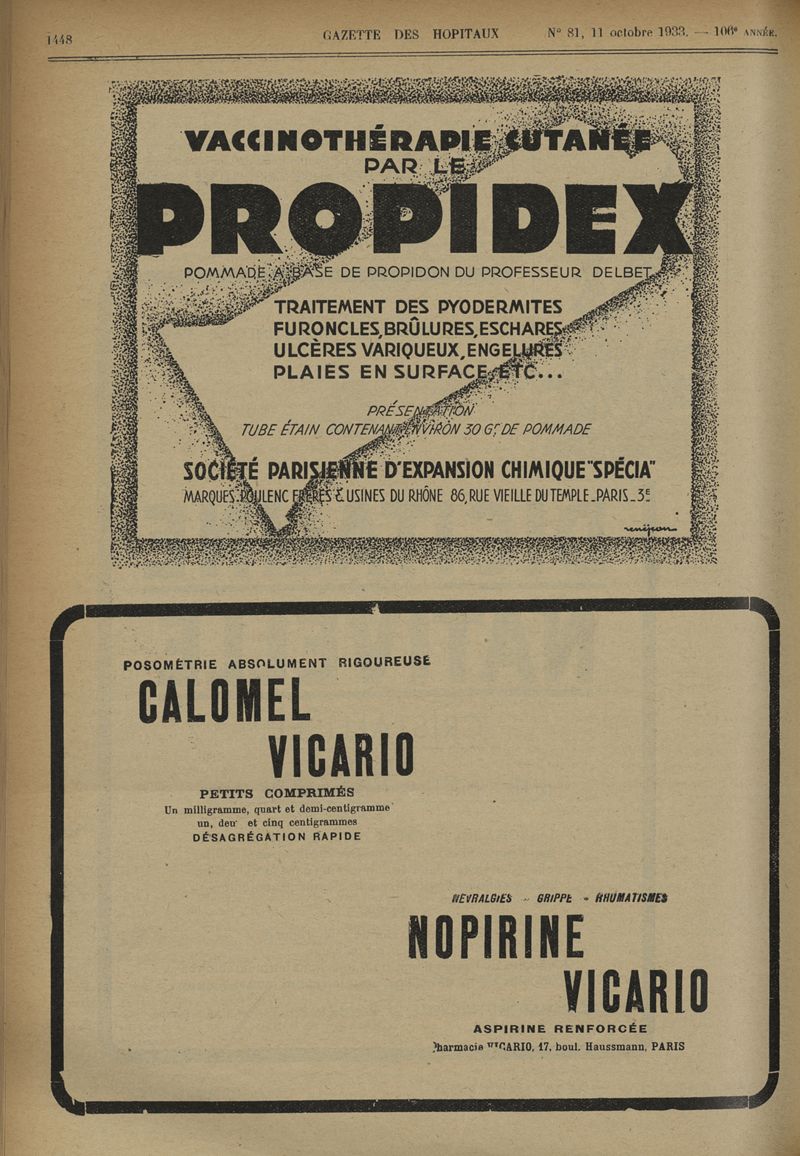 1448
GAZETTE DES HOPITAUX
N° 81, 11 octobre 1933. — 106e ANNÉE.
VACCINOTHÉRAPIE CUTANÉE
PAR LE
PROPIDEX
POMMADE A BASE DE PROPIDON DU PROFESSEUR DELBET
TRAITEMENT DES PYODERMITES
FURONCLES, BRÛLURES, ESCHARES
ULCÈRES VARIQUEUX, ENGELURES
PLAIES EN SURFACE, ETC...
PRÉSENTATION
TUBE ÉTAIN CONTENANT ENVIRON 30 Gr DE POMMADE
SOCIÉTÉ PARISIENNE D'EXPANSION CHIMIQUE "SPÉCIA"
MARQUES POULENC FRÈRES & USINES DU RHÔNE 86, RUE VIEILLE DU TEMPLE_PARIS_3E
renéjean
POSOMÉTRIE ABSOLUMENT RIGOUREUSE
CALOMEL
VICARIO
PETITS COMPRIMÉS
Un milligramme, quart et demi-centigramme
un, deu et cinq centigrammes
DÉSAGRÉGATION RAPIDE
NÉVRALGIES - GRIPPE - RHUMATISMES
NOPIRINE
VICARIO
ASPIRINE RENFORCÉE
Pharmacie VICARIO, 17, boul. Haussmann, PARIS